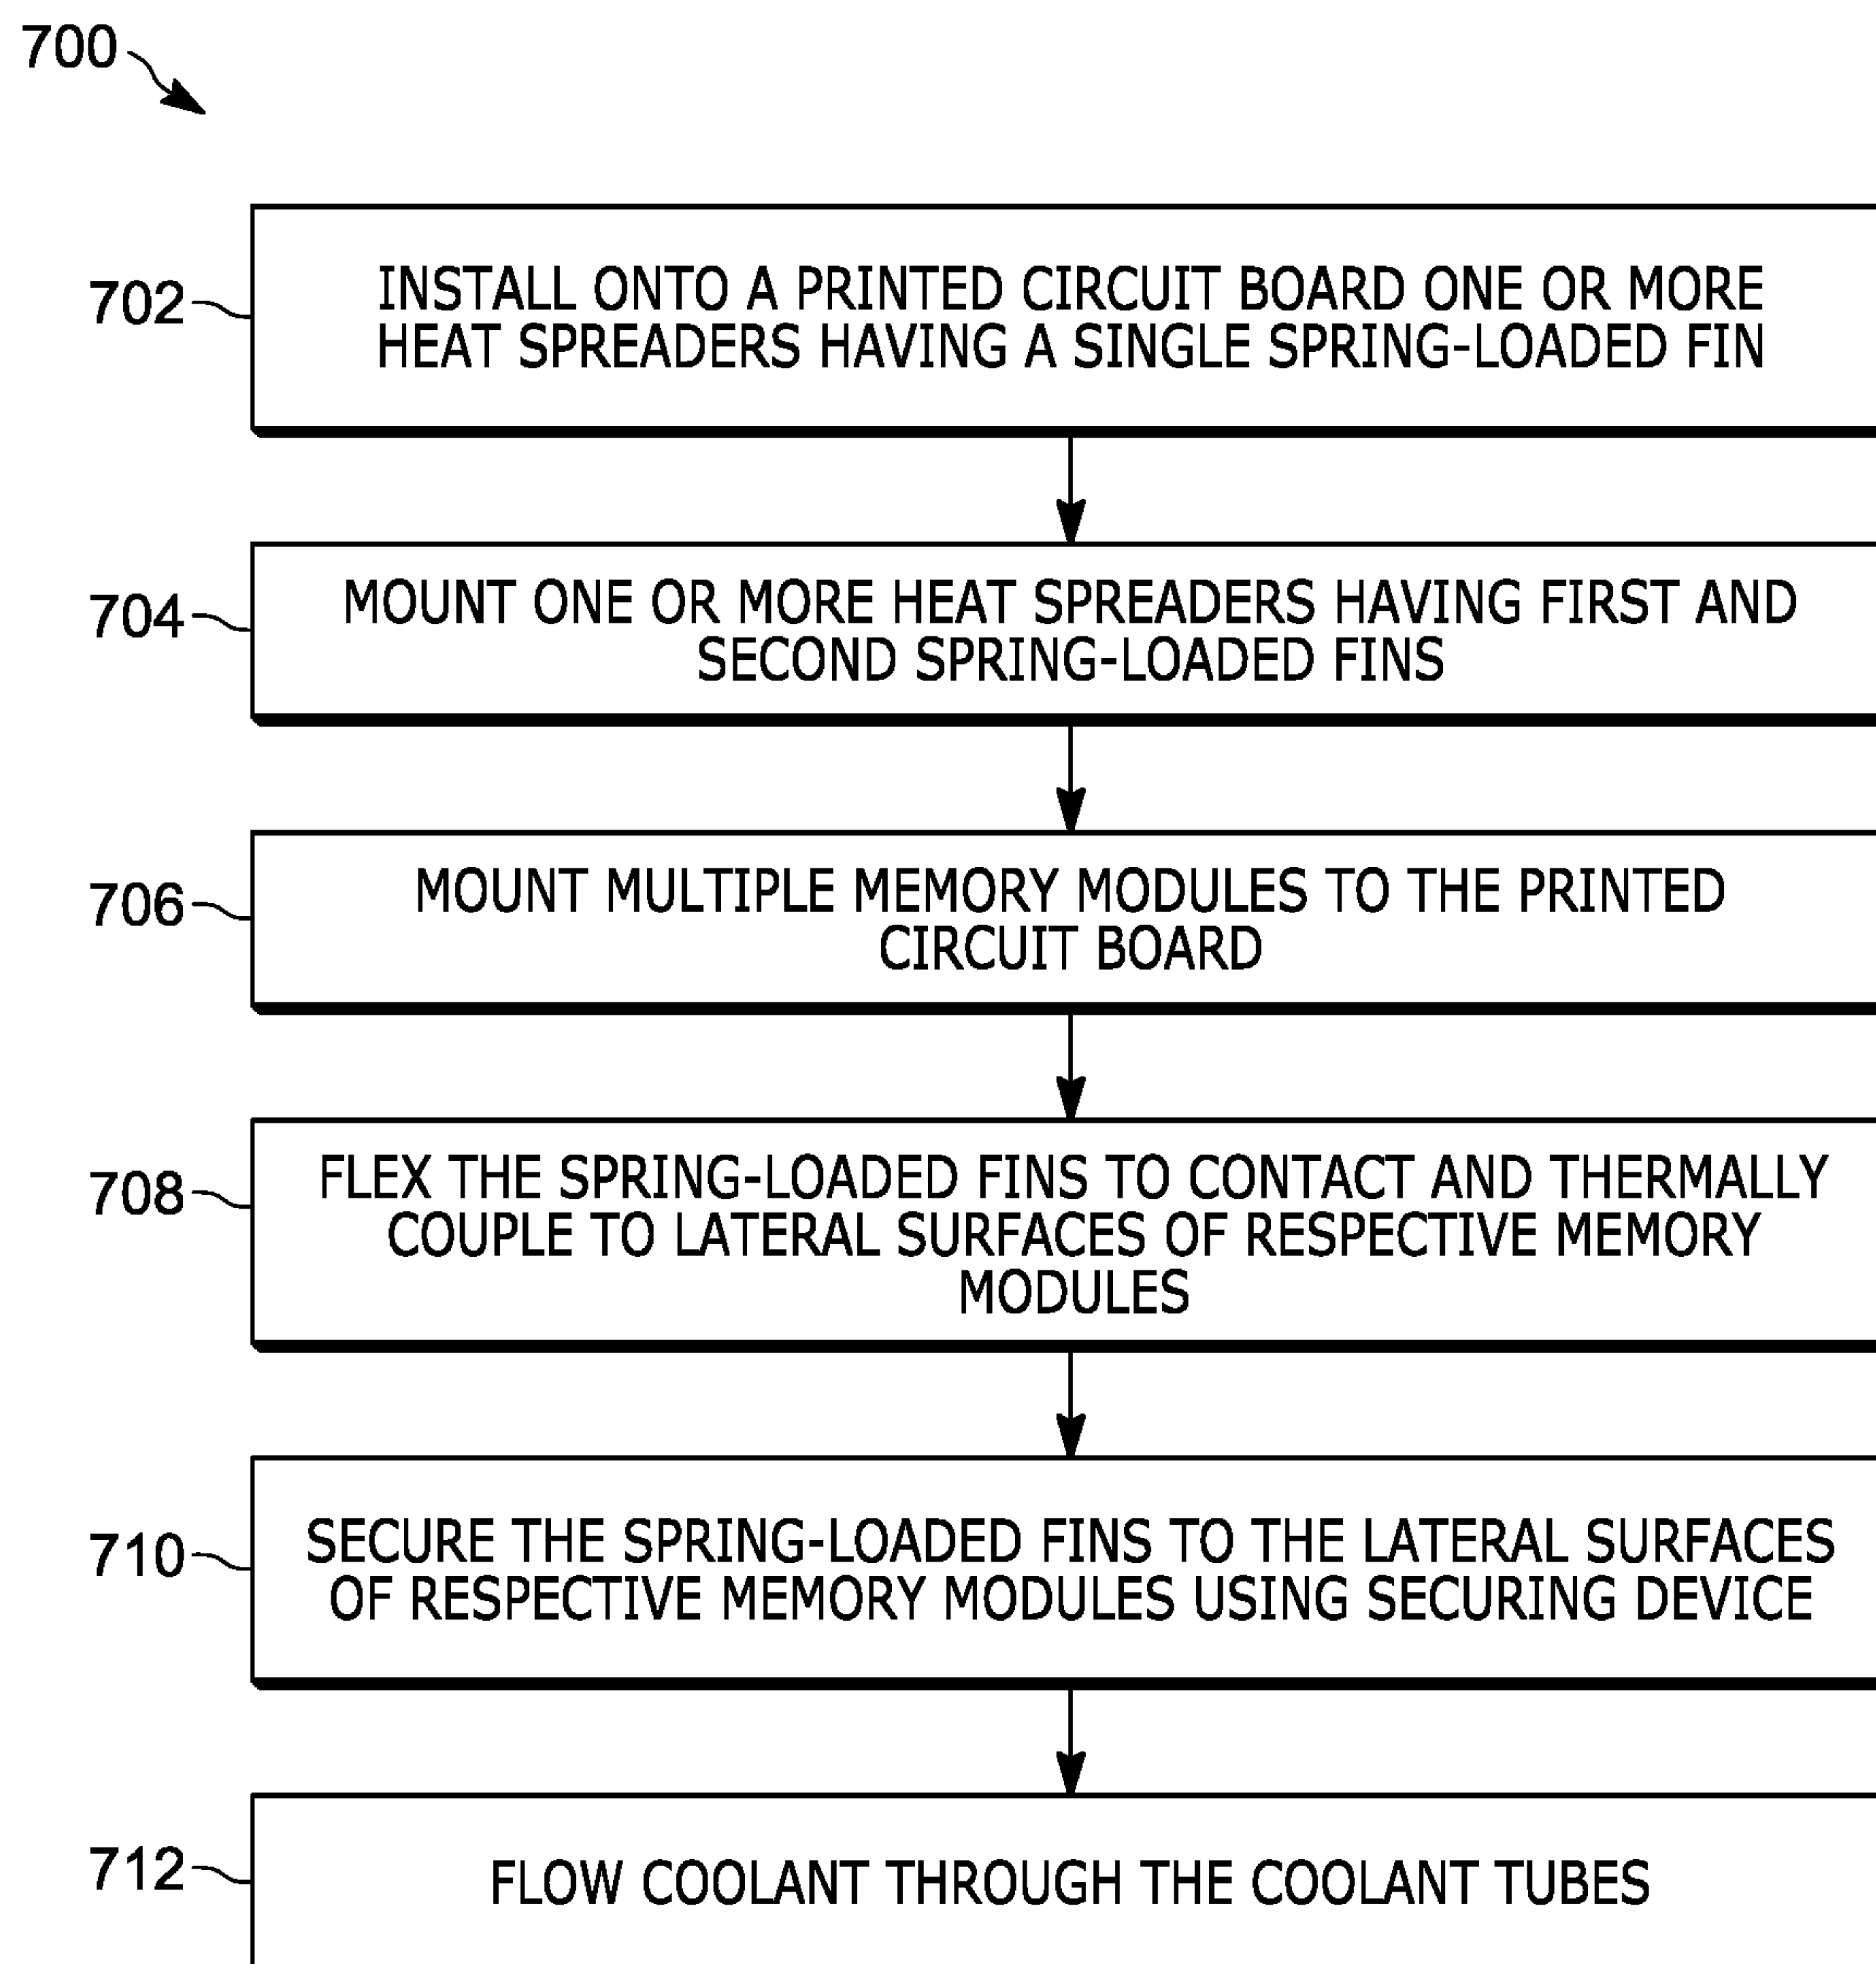 700
702
INSTALL ONTO A PRINTED CIRCUIT BOARD ONE OR MORE
HEAT SPREADERS HAVING A SINGLE SPRING-LOADED FIN
704
MOUNT ONE OR MORE HEAT SPREADERS HAVING FIRST AND
SECOND SPRING-LOADED FINS
706
MOUNT MULTIPLE MEMORY MODULES TO THE PRINTED
CIRCUIT BOARD
708
FLEX THE SPRING-LOADED FINS TO CONTACT AND THERMALLY
COUPLE TO LATERAL SURFACES OF RESPECTIVE MEMORY
MODULES
710
SECURE THE SPRING-LOADED FINS TO THE LATERAL SURFACES
OF RESPECTIVE MEMORY MODULES USING SECURING DEVICE
712
FLOW COOLANT THROUGH THE COOLANT TUBES